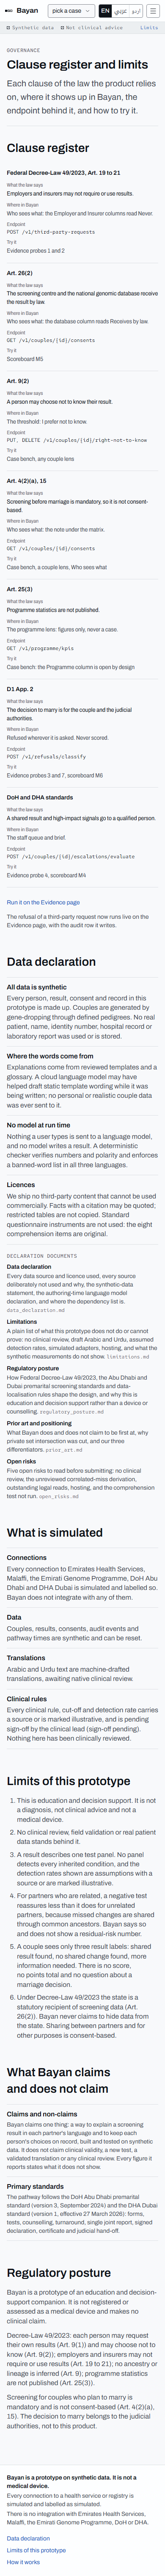 Bayan
pick a case
EN
عربي
اردو
Synthetic data
Not clinical advice
Limits
GOVERNANCE
Clause register and limits
Each clause of the law the product relies
on, where it shows up in Bayan, the
endpoint behind it, and how to try it.
Clause register
Federal Decree-Law 49/2023, Art. 19 to 21
What the law says
Employers and insurers may not require or use results.
Where in Bayan
Who sees what: the Employer and Insurer columns read Never.
Endpoint
POST /v1/third-party-requests
Try it
Evidence probes 1 and 2
Art. 26(2)
What the law says
The screening centre and the national genomic database receive
the result by law.
Where in Bayan
Who sees what: the database column reads Receives by law.
Endpoint
GET /v1/couples/{id}/consents
Try it
Scoreboard M5
Art. 9(2)
What the law says
A person may choose not to know their result.
Where in Bayan
The threshold: I prefer not to know.
Endpoint
PUT, DELETE /v1/couples/{id}/right-not-to-know
Try it
Case bench, any couple lens
Art. 4(2)(a), 15
What the law says
Screening before marriage is mandatory, so it is not consent-
based.
Where in Bayan
Who sees what: the note under the matrix.
Endpoint
GET /v1/couples/{id}/consents
Try it
Case bench, a couple lens, Who sees what
Art. 25(3)
What the law says
Programme statistics are not published.
Where in Bayan
The programme lens: figures only, never a case.
Endpoint
GET /v1/programme/kpis
Try it
Case bench: the Programme column is open by design
D1 App. 2
What the law says
The decision to marry is for the couple and the judicial
authorities.
Where in Bayan
Refused wherever it is asked. Never scored.
Endpoint
POST /v1/refusals/classify
Try it
Evidence probes 3 and 7, scoreboard M6
DoH and DHA standards
What the law says
A shared result and high-impact signals go to a qualified person.
Where in Bayan
The staff queue and brief.
Endpoint
POST /v1/couples/{id}/escalations/evaluate
Try it
Evidence probe 4, scoreboard M4
Run it on the Evidence page
The refusal of a third-party request now runs live on the
Evidence page, with the audit row it writes.
Data declaration
All data is synthetic
Every person, result, consent and record in this
prototype is made up. Couples are generated by
gene-dropping through defined pedigrees. No real
patient, name, identity number, hospital record or
laboratory report was used or is stored.
Where the words come from
Explanations come from reviewed templates and a
glossary. A cloud language model may have
helped draft static template wording while it was
being written; no personal or realistic couple data
was ever sent to it.
No model at run time
Nothing a user types is sent to a language model,
and no model writes a result. A deterministic
checker verifies numbers and polarity and enforces
a banned-word list in all three languages.
Licences
We ship no third-party content that cannot be used
commercially. Facts with a citation may be quoted;
restricted tables are not copied. Standard
questionnaire instruments are not used: the eight
comprehension items are original.
DECLARATION DOCUMENTS
Data declaration
Every data source and licence used, every source
deliberately not used and why, the synthetic-data
statement, the authoring-time language model
declaration, and where the dependency list is.
data_declaration.md
Limitations
A plain list of what this prototype does not do or cannot
prove: no clinical review, draft Arabic and Urdu, assumed
detection rates, simulated adapters, hosting, and what the
synthetic measurements do not show. limitations.md
Regulatory posture
How Federal Decree-Law 49/2023, the Abu Dhabi and
Dubai premarital screening standards and data-
localisation rules shape the design, and why this is
education and decision support rather than a device or
counselling. regulatory_posture.md
Prior art and positioning
What Bayan does and does not claim to be first at, why
private set intersection was cut, and our three
differentiators. prior_art.md
Open risks
Five open risks to read before submitting: no clinical
review, the unreviewed correlated-miss derivation,
outstanding legal reads, hosting, and the comprehension
test not run. open_risks.md
What is simulated
Connections
Every connection to Emirates Health Services,
Malaffi, the Emirati Genome Programme, DoH Abu
Dhabi and DHA Dubai is simulated and labelled so.
Bayan does not integrate with any of them.
Data
Couples, results, consents, audit events and
pathway times are synthetic and can be reset.
Translations
Arabic and Urdu text are machine-drafted
translations, awaiting native clinical review.
Clinical rules
Every clinical rule, cut-off and detection rate carries
a source or is marked illustrative, and is pending
sign-off by the clinical lead (sign-off pending).
Nothing here has been clinically reviewed.
Limits of this prototype
1. This is education and decision support. It is not
a diagnosis, not clinical advice and not a
medical device.
2. No clinical review, field validation or real patient
data stands behind it.
3. A result describes one test panel. No panel
detects every inherited condition, and the
detection rates shown are assumptions with a
source or are marked illustrative.
4. For partners who are related, a negative test
reassures less than it does for unrelated
partners, because missed changes are shared
through common ancestors. Bayan says so
and does not show a residual-risk number.
5. A couple sees only three result labels: shared
result found, no shared change found, more
information needed. There is no score,
no points total and no question about a
marriage decision.
6. Under Decree-Law 49/2023 the state is a
statutory recipient of screening data (Art.
26(2)). Bayan never claims to hide data from
the state. Sharing between partners and for
other purposes is consent-based.
What Bayan claims
and does not claim
Claims and non-claims
Bayan claims one thing: a way to explain a screening
result in each partner's language and to keep each
person's choices on record, built and tested on synthetic
data. It does not claim clinical validity, a new test, a
validated translation or any clinical review. Every figure it
reports states what it does not show.
Primary standards
The pathway follows the DoH Abu Dhabi premarital
standard (version 3, September 2024) and the DHA Dubai
standard (version 1, effective 27 March 2026): forms,
tests, counselling, turnaround, single joint report, signed
declaration, certificate and judicial hand-off.
Regulatory posture
Bayan is a prototype of an education and decision-
support companion. It is not registered or
assessed as a medical device and makes no
clinical claim.
Decree-Law 49/2023: each person may request
their own results (Art. 9(1)) and may choose not to
know (Art. 9(2)); employers and insurers may not
require or use results (Art. 19 to 21); no ancestry or
lineage is inferred (Art. 9); programme statistics
are not published (Art. 25(3)).
Screening for couples who plan to marry is
mandatory and is not consent-based (Art. 4(2)(a),
15). The decision to marry belongs to the judicial
authorities, not to this product.
Bayan is a prototype on synthetic data. It is not a
medical device.
Every connection to a health service or registry is
simulated and labelled as simulated.
There is no integration with Emirates Health Services,
Malaffi, the Emirati Genome Programme, DoH or DHA.
Data declaration
Limits of this prototype
How it works